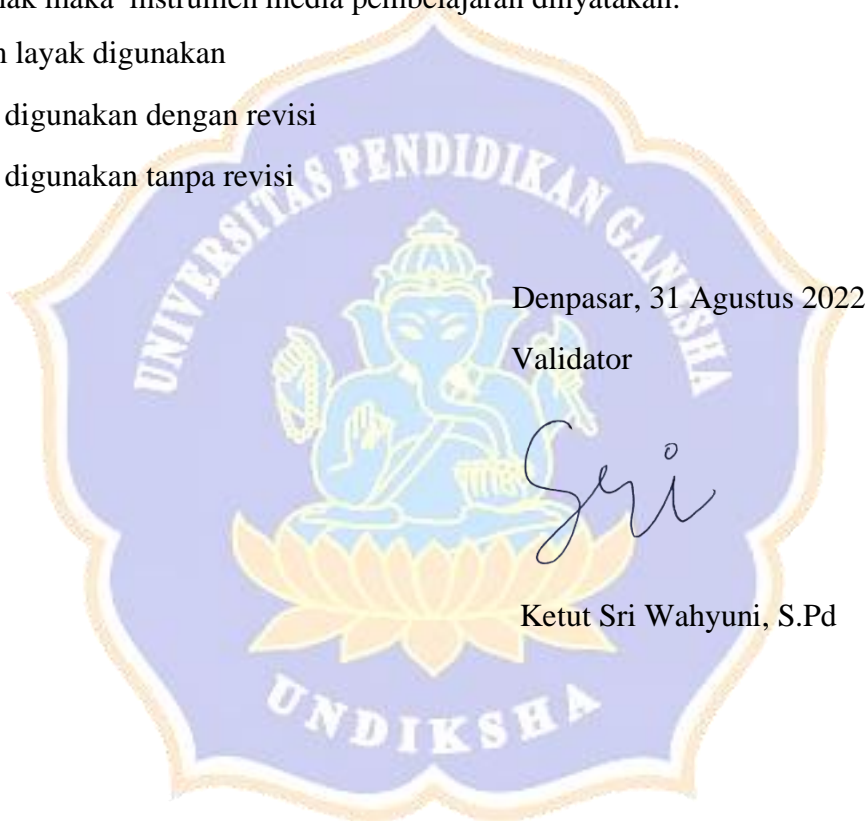 maka instrumen media pembelajaran dinyatakan:
layak digunakan
digunakan dengan revisi
digunakan tanpa revisi
UNIVERSITAS PENDIDIKAN GANESHA
Denpasar, 31 Agustus 2022
Validator
Sri
Ketut Sri Wahyuni, S.Pd
UNDIKSHA